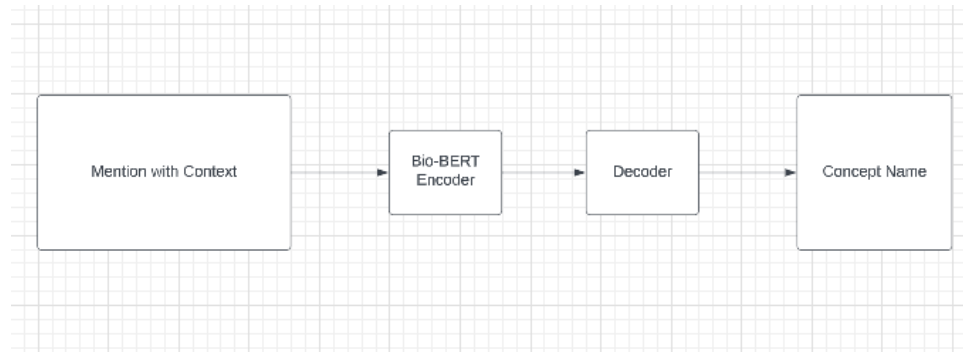 Mention with Context
Bio-BERT
Encoder
Decoder
Concept Name